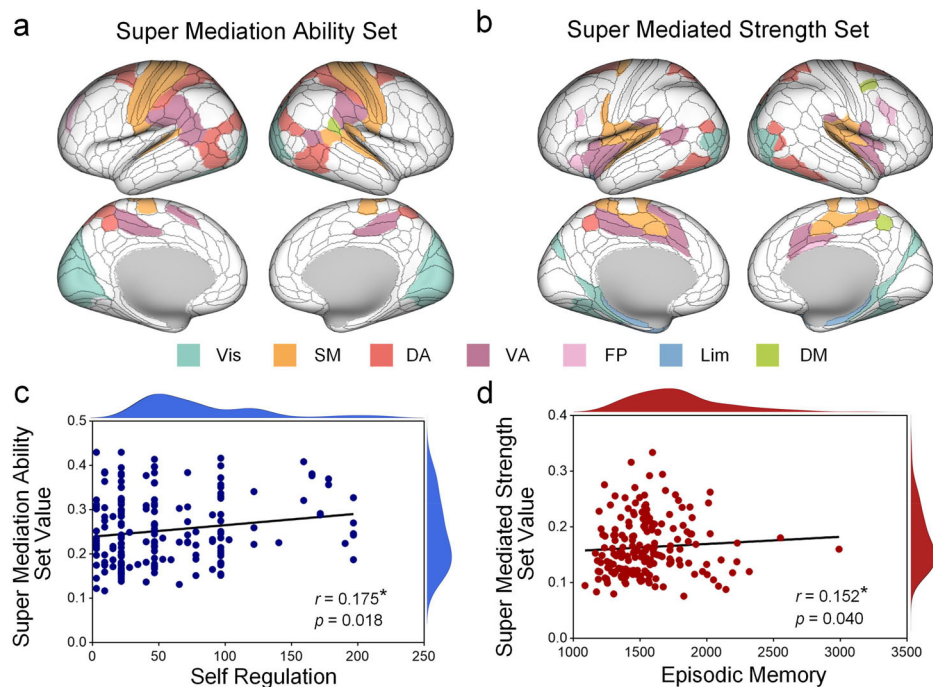 a
Super Mediation Ability Set
b
Super Mediated Strength Set
Vis SM DA VA FP Lim DM
c
Super Mediation Ability
Set Value
0.5
0.4
0.3
0.2
0.1
0.0
0 50 100 150 200 250
Self Regulation
r = 0.175*
p = 0.018
d
Super Mediated Strength
Set Value
0.4
0.3
0.2
0.1
0.0
1000 1500 2000 2500 3000 3500
Episodic Memory
r = 0.152*
p = 0.040